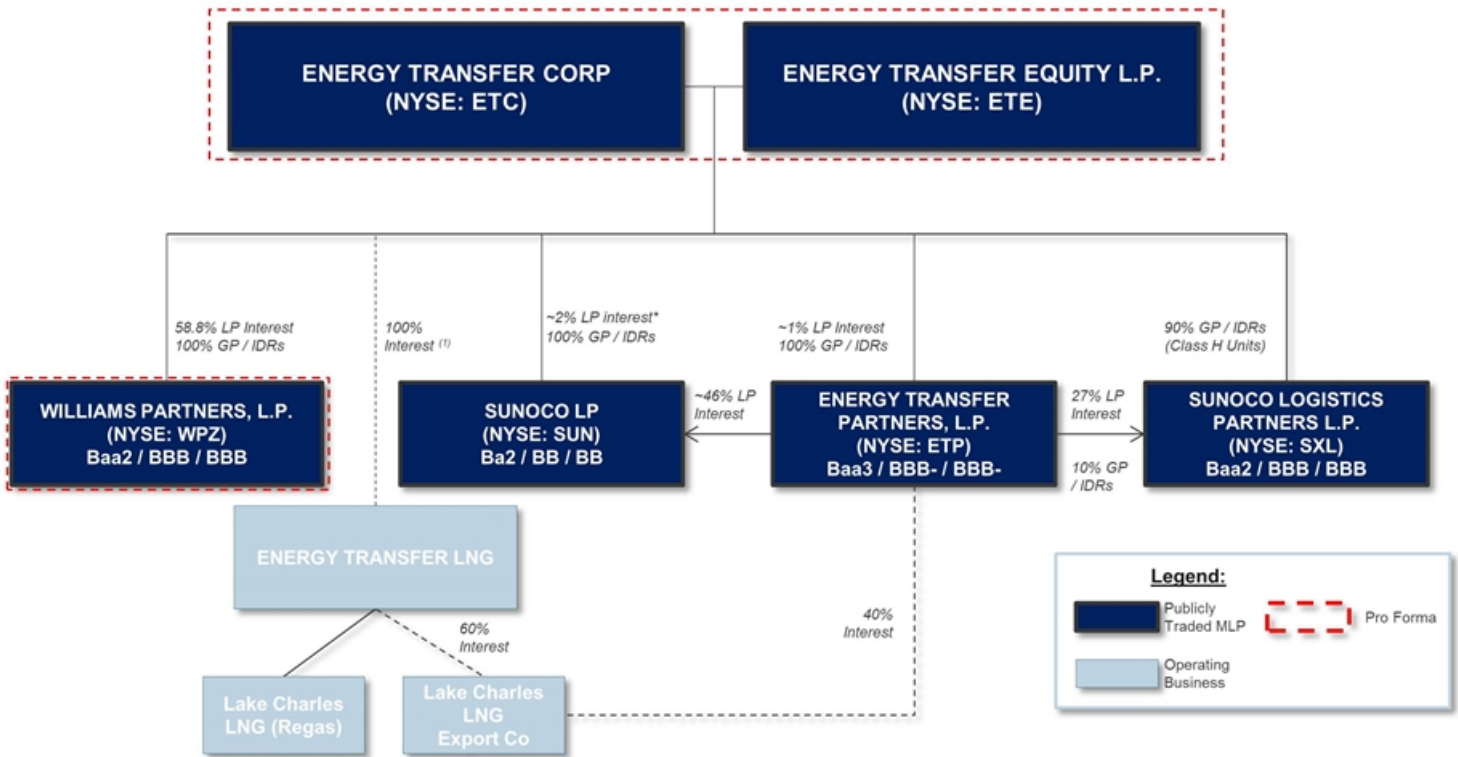 ENERGY TRANSFER CORP
(NYSE: ETC)
ENERGY TRANSFER EQUITY L.P.
(NYSE: ETE)
58.8% LP Interest
100% GP / IDRs
100%
Interest (1)
~2% LP interest*
100% GP / IDRs
~1% LP Interest
100% GP / IDRs
90% GP / IDRs
(Class H Units)
WILLIAMS PARTNERS, L.P.
(NYSE: WPZ)
Baa2 / BBB / BBB
SUNOCO LP
(NYSE: SUN)
Ba2 / BB / BB
~46% LP
Interest
ENERGY TRANSFER
PARTNERS, L.P.
(NYSE: ETP)
Baa3 / BBB- / BBB-
27% LP
Interest
10% GP
/ IDRs
SUNOCO LOGISTICS
PARTNERS L.P.
(NYSE: SXL)
Baa2 / BBB / BBB
ENERGY TRANSFER LNG
60%
Interest
40%
Interest
Lake Charles
LNG (Regas)
Lake Charles
LNG
Export Co
Legend:
Publicly
Traded MLP
Pro Forma
Operating
Business